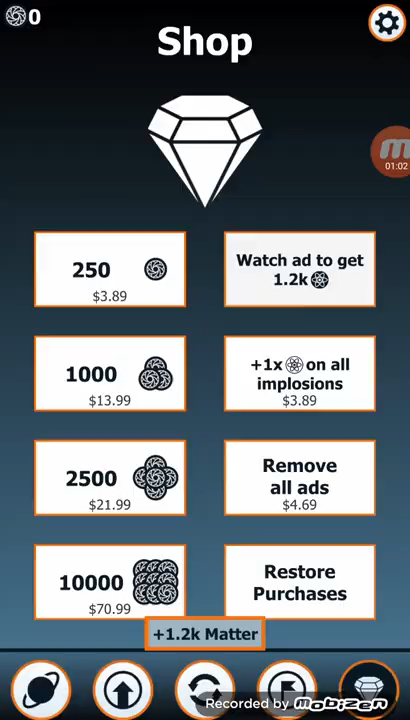 0
Shop
01:02
250
$3.89
Watch ad to get
1.2k
1000
$13.99
+1x on all
implosions
$3.89
2500
$21.99
Remove
all ads
$4.69
10000
$70.99
Restore
Purchases
+1.2k Matter
Recorded by Mobizen